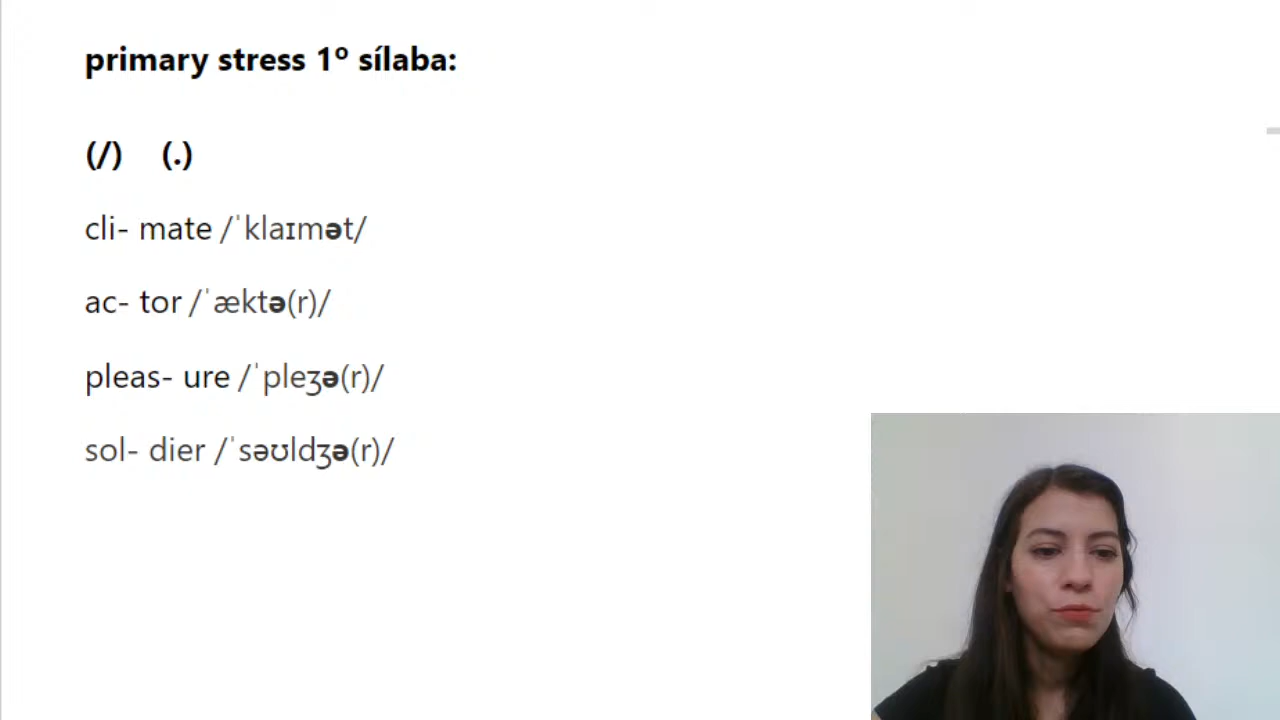 primary stress 1º sílaba:
(/) (.)
cli- mate /ˈklaɪmət/
ac- tor /ˈæktə(r)/
pleas- ure /ˈpleʒə(r)/
sol- dier /ˈsəʊldʒə(r)/